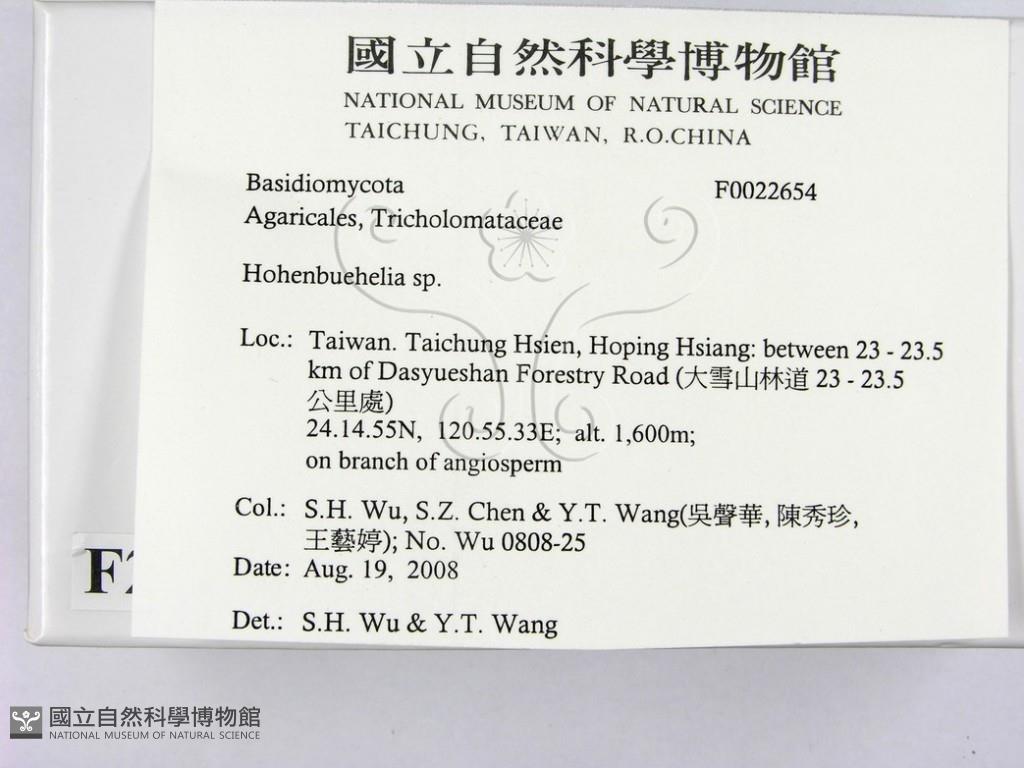 國立自然科學博物館
NATIONAL MUSEUM OF NATURAL SCIENCE
TAICHUNG, TAIWAN, R.O.CHINA
Basidiomycota F0022654
Agaricales, Tricholomataceae
Hohenbuehelia sp.
Loc.: Taiwan. Taichung Hsien, Hoping Hsiang: between 23 - 23.5
km of Dasyueshan Forestry Road (大雪山林道 23 - 23.5
公里處)
24.14.55N, 120.55.33E; alt. 1,600m;
on branch of angiosperm
Col.: S.H. Wu, S.Z. Chen & Y.T. Wang(吳聲華, 陳秀珍,
王藝婷); No. Wu 0808-25
Date: Aug. 19, 2008
Det.: S.H. Wu & Y.T. Wang
國立自然科學博物館
NATIONAL MUSEUM OF NATURAL SCIENCE